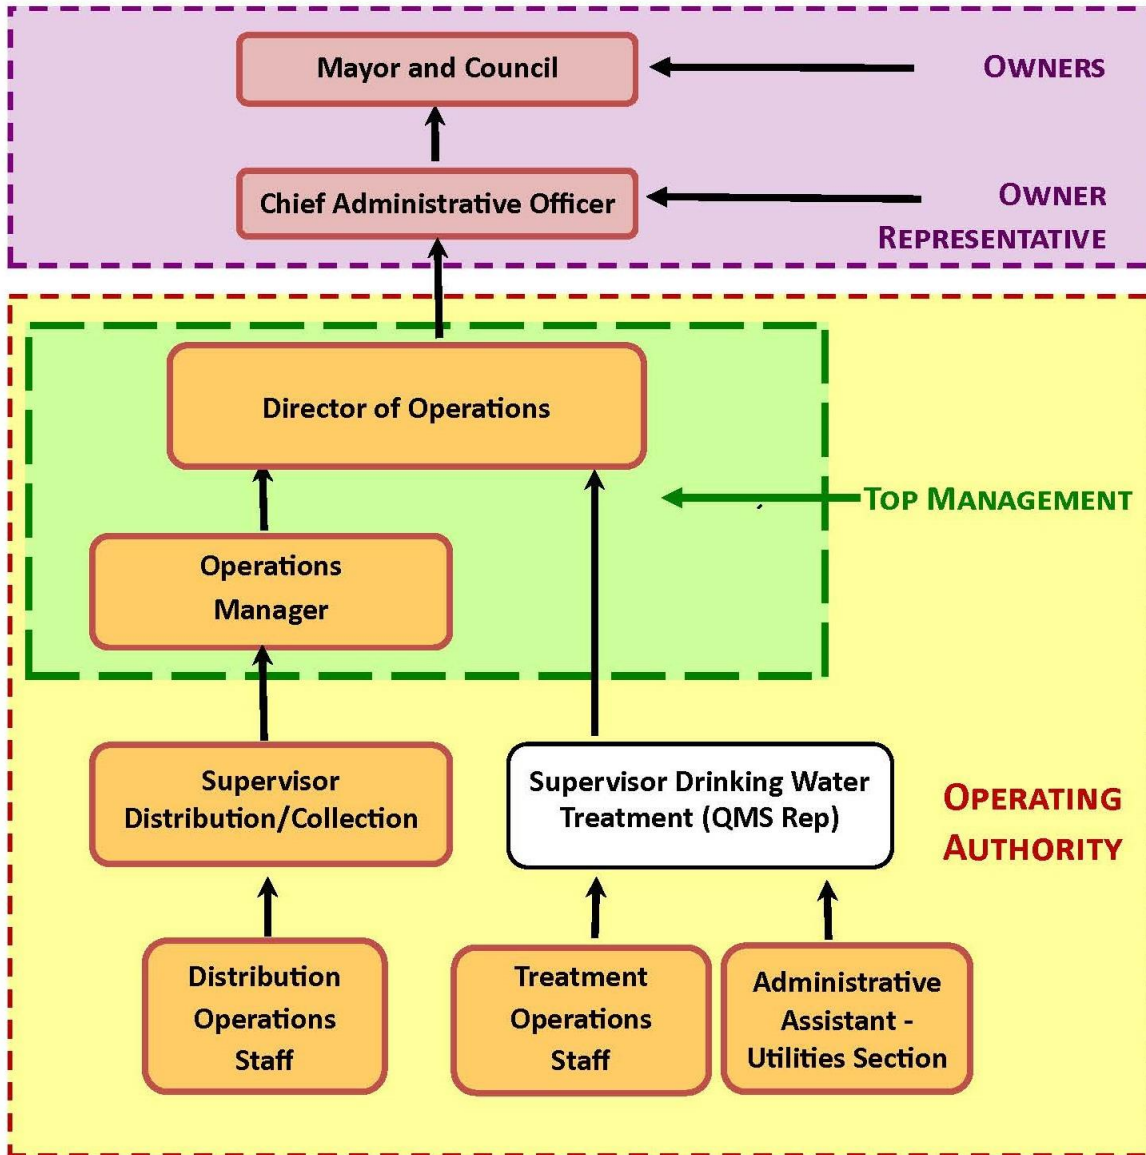 Mayor and Council
OWNERS
Chief Administrative Officer
OWNER
REPRESENTATIVE
Director of Operations
TOP MANAGEMENT
Operations
Manager
Supervisor
Distribution/Collection
Supervisor Drinking Water
Treatment (QMS Rep)
OPERATING
AUTHORITY
Distribution
Operations
Staff
Treatment
Operations
Staff
Administrative
Assistant -
Utilities Section